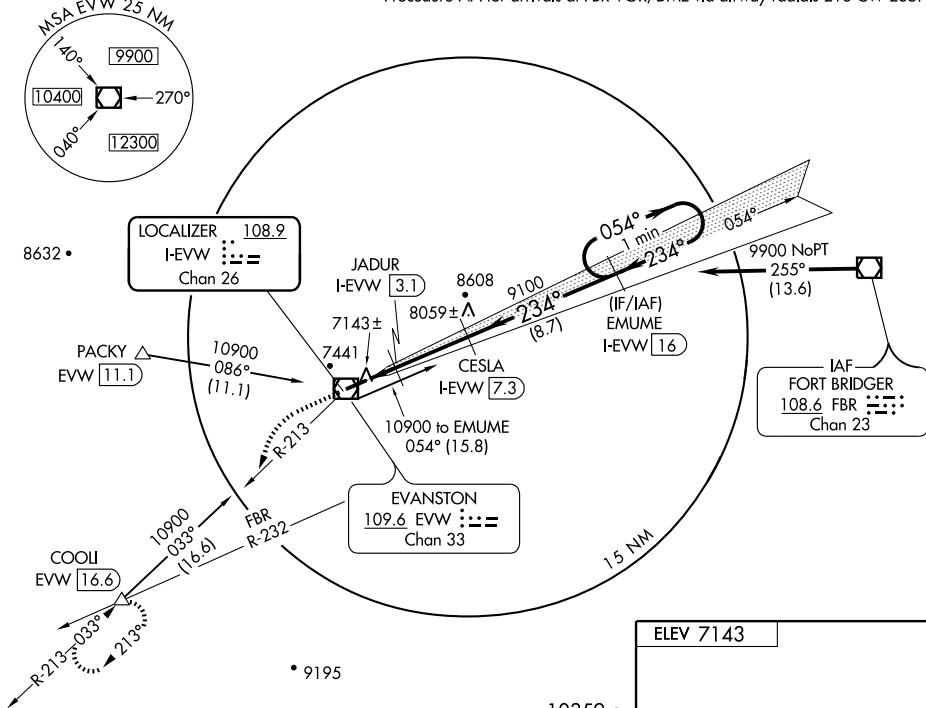 MSA EVW 25 NM
140°
9900
10400
270°
040°
12300
8632
LOCALIZER 108.9
I-EVW
Chan 26
JADUR
I-EVW 3.1
8608
8059±
7143±
7441
9100
234°
(8.7)
054°
1 min
234°
054°
(IF/IAF)
EMUME
I-EVW 16
9900 NoPT
255°
(13.6)
IAF
FORT BRIDGER
108.6 FBR
Chan 23
PACKY
EVW 11.1
10900
086°
(11.1)
CESLA
I-EVW 7.3
10900 to EMUME
054° (15.8)
R-213
EVANSTON
109.6 EVW
Chan 33
FBR
R-232
10900
033°
(16.6)
COOLI
EVW 16.6
033°
R-213
213°
15 NM
9195
ELEV 7143